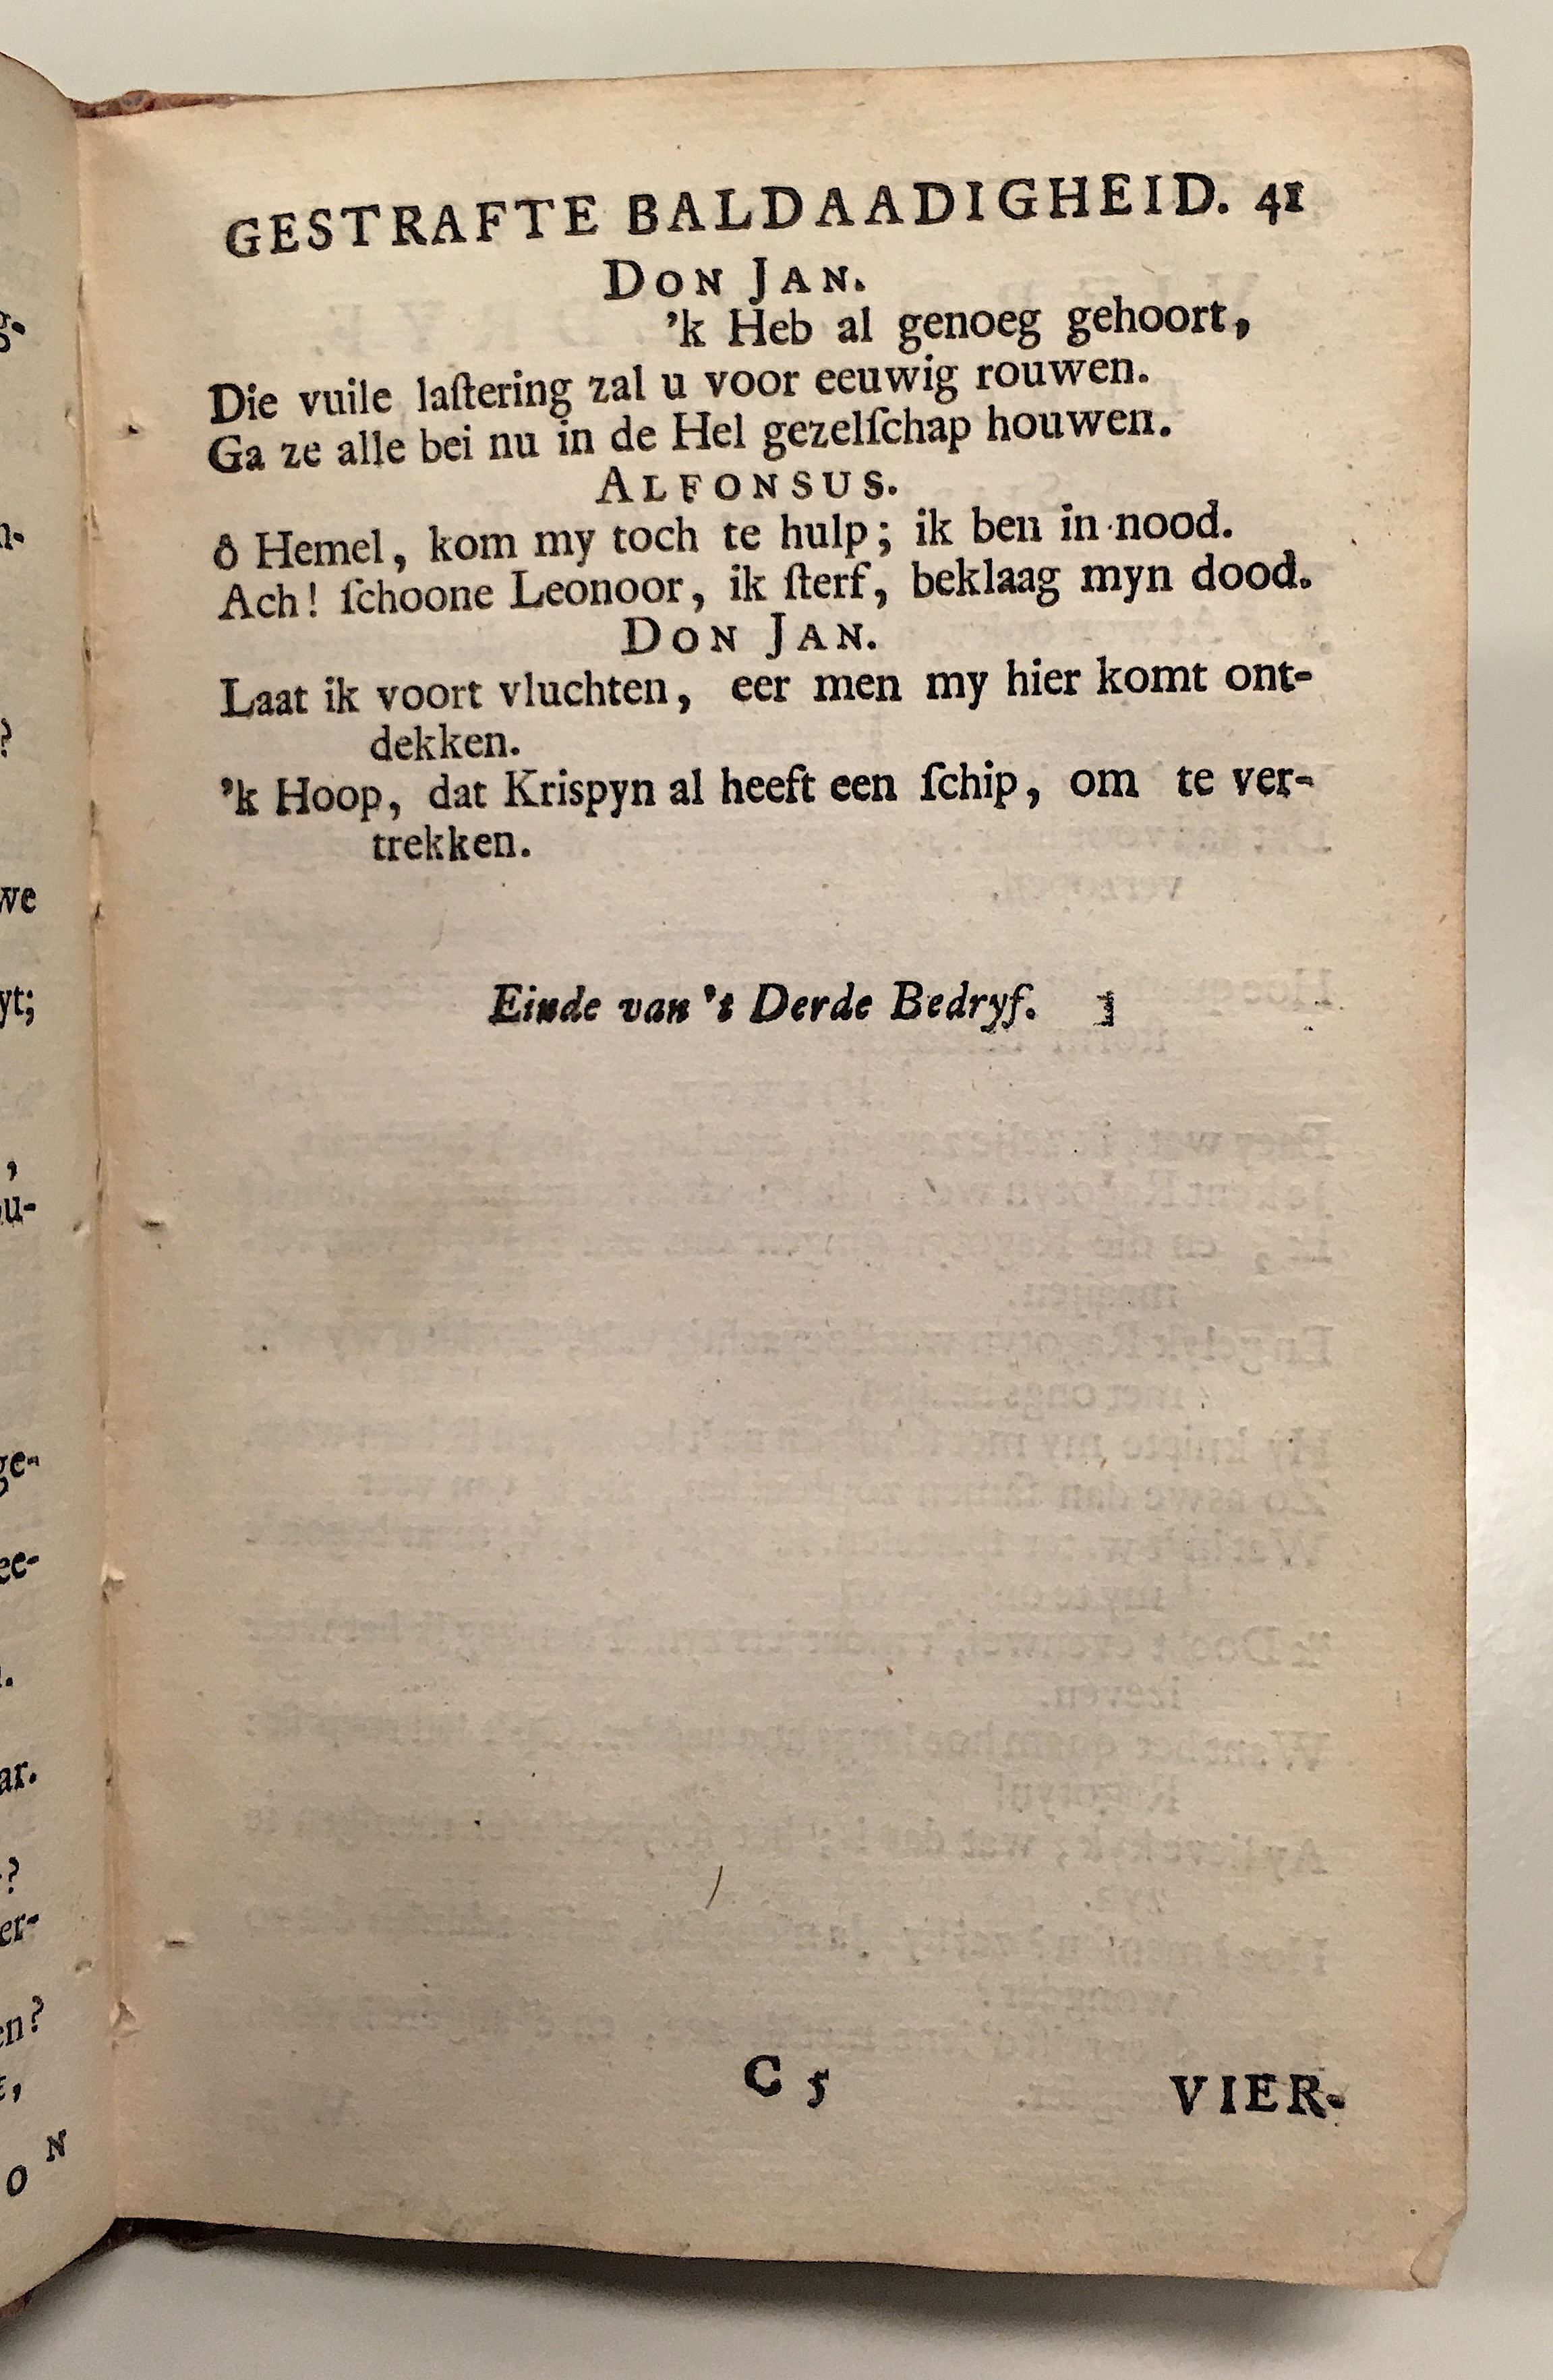 GESTRAFTE BALDAADIGHEID. 41
DON JAN.
'k Heb al genoeg gehoort,
Die vuile laſtering zal u voor eeuwig rouwen.
Ga ze alle bei nu in de Hel gezelſchap houwen.
ALFONSUS.
ô Hemel, kom my toch te hulp; ik ben in nood.
Ach! ſchoone Leonoor, ik ſterf, beklaag myn dood.
DON JAN.
Laat ik voort vluchten, eer men my hier komt ont-
dekken.
'k Hoop, dat Krispyn al heeft een ſchip, om te ver-
trekken.
Einde van 't Derde Bedryf.
C 5
VIER-